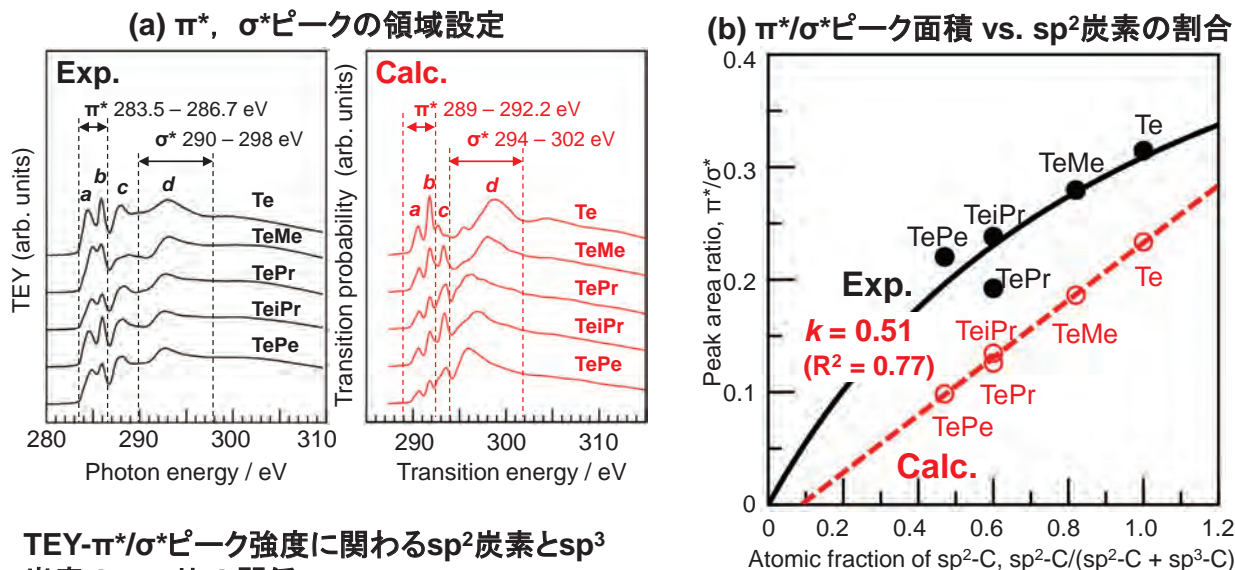 (a) π*，σ*ピークの領域設定
Exp.
π* 283.5 – 286.7 eV
σ* 290 – 298 eV
a
b
c
d
Te
TeMe
TePr
TeiPr
TePe
TEY (arb. units)
280
290
300
310
Photon energy / eV
Calc.
π* 289 – 292.2 eV
σ* 294 – 302 eV
a
b
c
d
Te
TeMe
TePr
TeiPr
TePe
Transition probability (arb. units)
290
300
310
Transition energy / eV
(b) π*/σ*ピーク面積 vs. sp²炭素の割合
0.4
0.3
0.2
0.1
0
Peak area ratio, π*/σ*
Te
TeMe
TeiPr
TePe
TePr
Exp.
k = 0.51
(R² = 0.77)
Te
TeMe
TeiPr
TePr
TePe
Calc.
0
0.2
0.4
0.6
0.8
1.0
1.2
Atomic fraction of sp²-C, sp²-C/(sp²-C + sp³-C)
TEY-π*/σ*ピーク強度に関わるsp²炭素とsp³